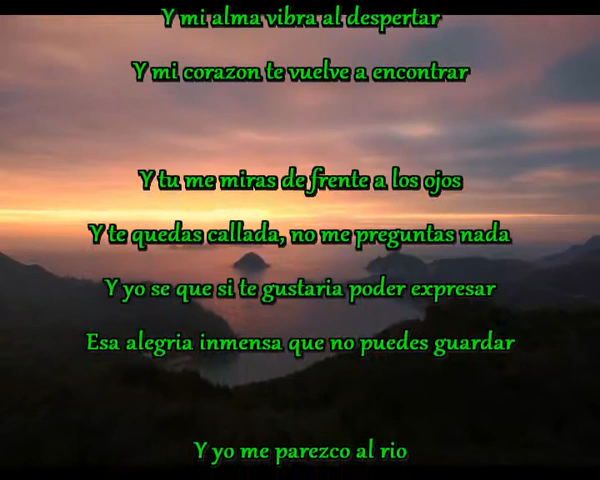 Y mi alma vibra al despertar
Y mi corazon te vuelve a encontrar
Y tu me miras de frente a los ojos
Y te quedas callada, no me preguntas nada
Y yo se que si te gustaria poder expresar
Esa alegria inmensa que no puedes guardar
Y yo me parezco al rio